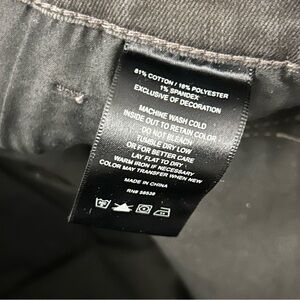 81% COTTON / 18% POLYESTER
1% SPANDEX
EXCLUSIVE OF DECORATION
MACHINE WASH COLD
INSIDE OUT TO RETAIN COLOR
DO NOT BLEACH
TUMBLE DRY LOW
OR FOR BETTER CARE
LAY FLAT TO DRY
WARM IRON IF NECESSARY
COLOR MAY TRANSFER WHEN NEW
MADE IN CHINA
RN#